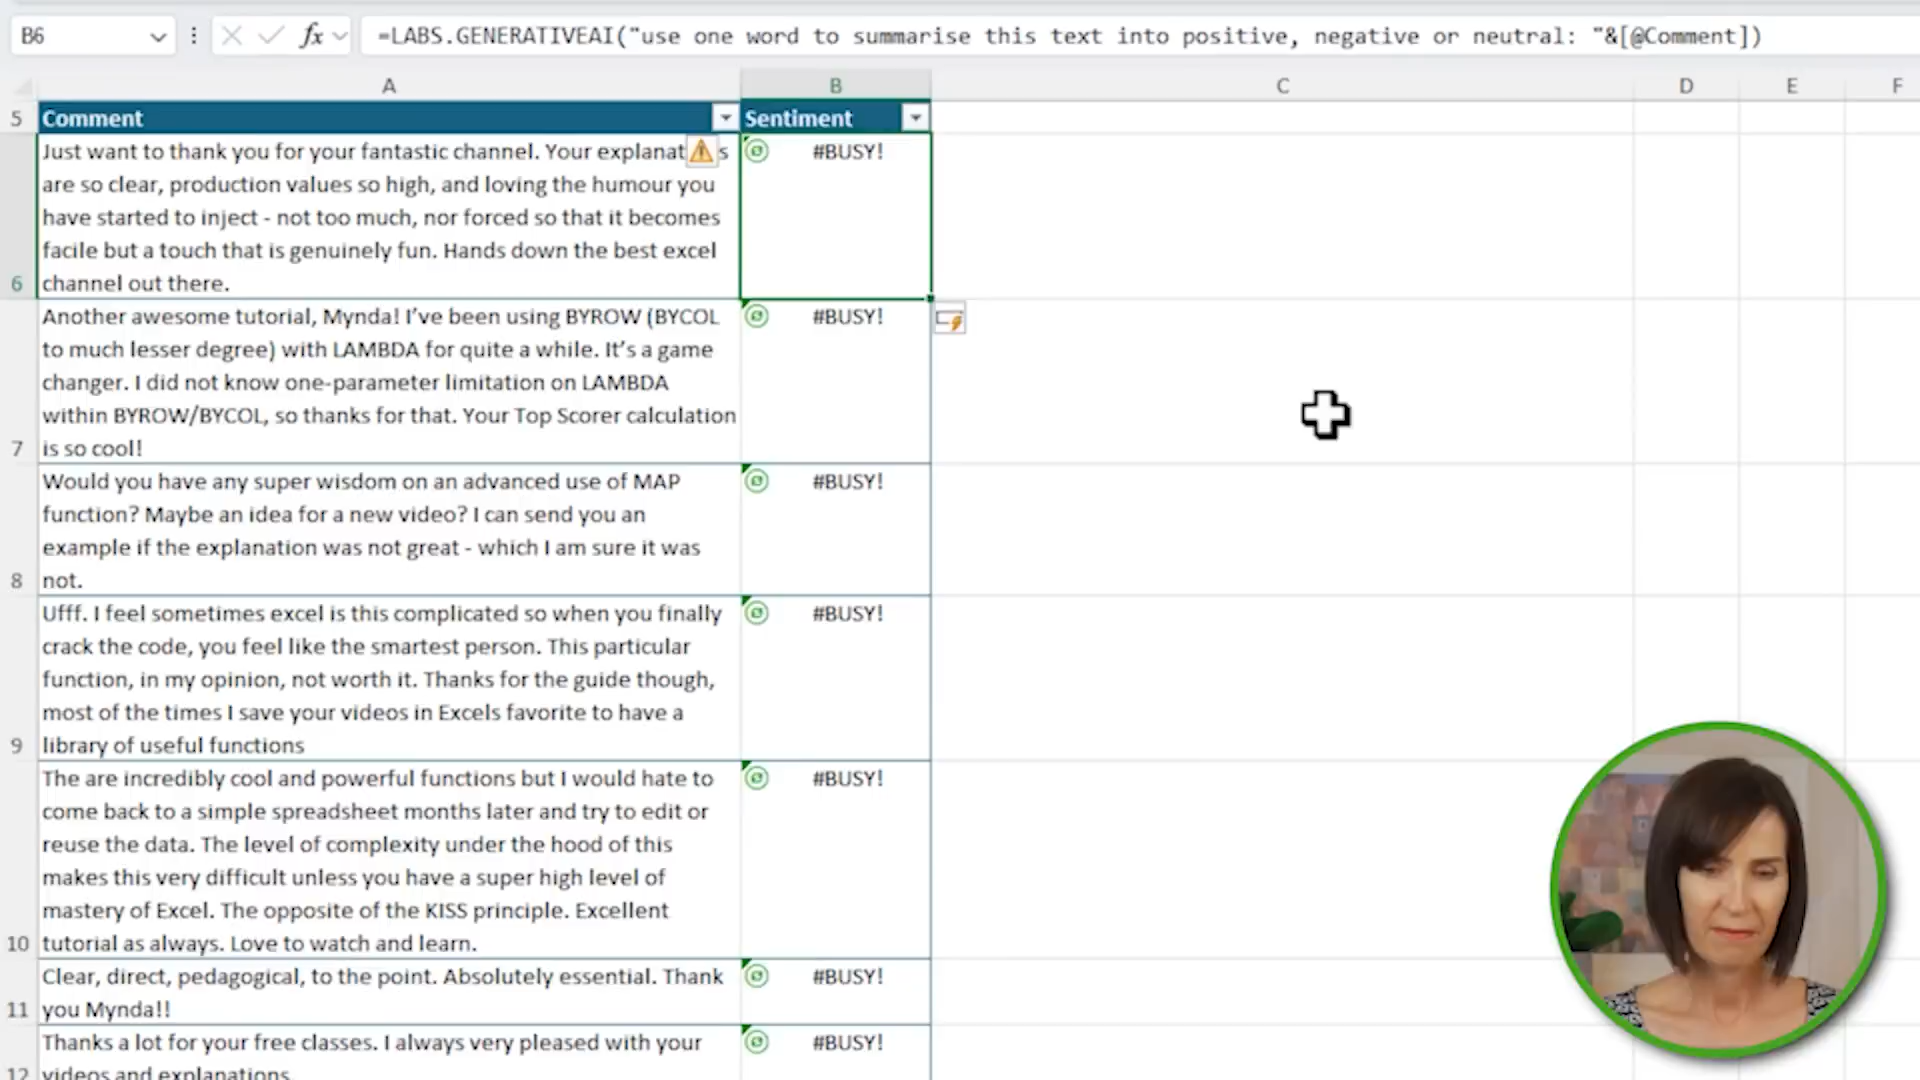 B6
fx
=LABS.GENERATIVEAI("use one word to summarise this text into positive, negative or neutral: "&[@Comment])
A B C D E F
5 Comment Sentiment
Just want to thank you for your fantastic channel. Your explanat s #BUSY!
are so clear, production values so high, and loving the humour you
have started to inject - not too much, nor forced so that it becomes
facile but a touch that is genuinely fun. Hands down the best excel
6 channel out there.
Another awesome tutorial, Mynda! I’ve been using BYROW (BYCOL #BUSY!
to much lesser degree) with LAMBDA for quite a while. It’s a game
changer. I did not know one-parameter limitation on LAMBDA
within BYROW/BYCOL, so thanks for that. Your Top Scorer calculation
7 is so cool!
Would you have any super wisdom on an advanced use of MAP #BUSY!
function? Maybe an idea for a new video? I can send you an
example if the explanation was not great - which I am sure it was
8 not.
Ufff. I feel sometimes excel is this complicated so when you finally #BUSY!
crack the code, you feel like the smartest person. This particular
function, in my opinion, not worth it. Thanks for the guide though,
most of the times I save your videos in Excels favorite to have a
9 library of useful functions
The are incredibly cool and powerful functions but I would hate to #BUSY!
come back to a simple spreadsheet months later and try to edit or
reuse the data. The level of complexity under the hood of this
makes this very difficult unless you have a super high level of
mastery of Excel. The opposite of the KISS principle. Excellent
10 tutorial as always. Love to watch and learn.
Clear, direct, pedagogical, to the point. Absolutely essential. Thank #BUSY!
11 you Mynda!!
Thanks a lot for your free classes. I always very pleased with your #BUSY!
12 videos and explanations.